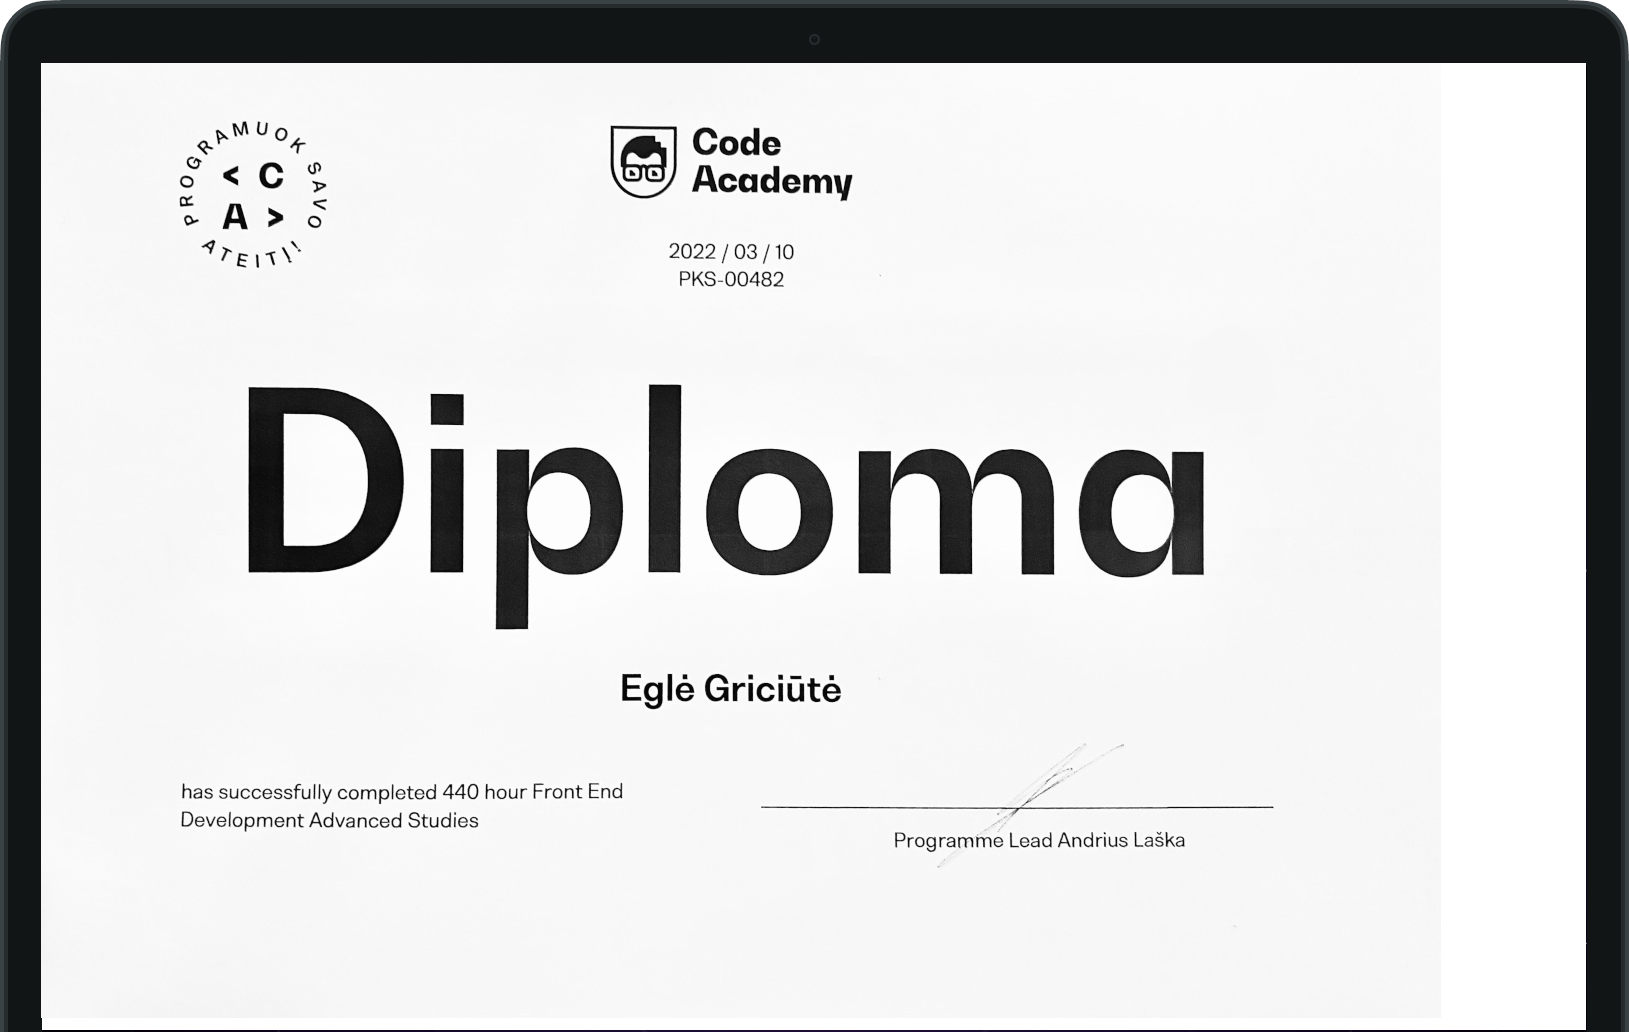 PROGRAMUOK SAVO ATEITĮ!
< C
A >
Code
Academy
2022 / 03 / 10
PKS-00482
Diploma
Eglė Griciūtė
has successfully completed 440 hour Front End
Development Advanced Studies
Programme Lead Andrius Laška